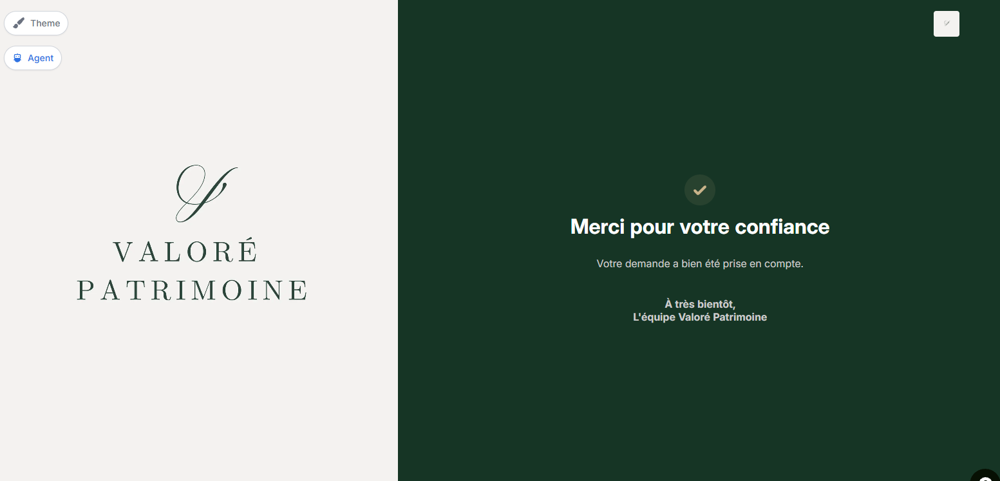 Theme
Agent
VALORÉ
PATRIMOINE
Merci pour votre confiance
Votre demande a bien été prise en compte.
À très bientôt,
L'équipe Valoré Patrimoine